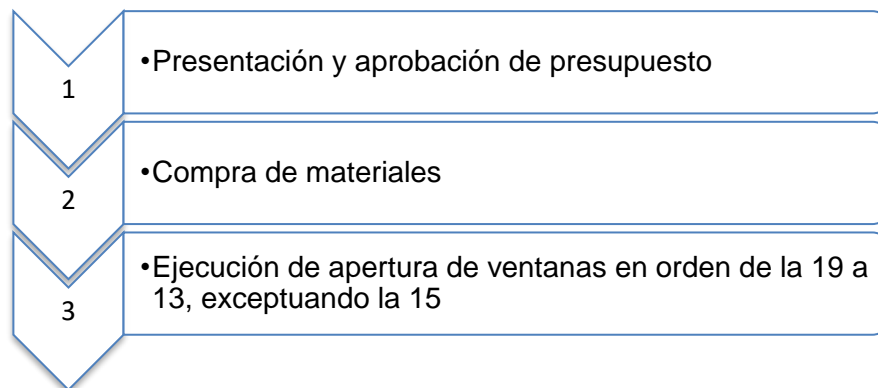 1
•Presentación y aprobación de presupuesto
2
•Compra de materiales
3
•Ejecución de apertura de ventanas en orden de la 19 a
13, exceptuando la 15